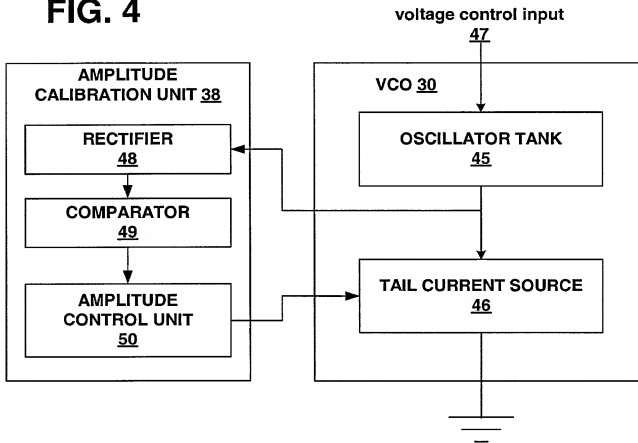 FIG. 4
voltage control input
47
AMPLITUDE
CALIBRATION UNIT 38
RECTIFIER
48
COMPARATOR
49
AMPLITUDE
CONTROL UNIT
50
VCO 30
OSCILLATOR TANK
45
TAIL CURRENT SOURCE
46